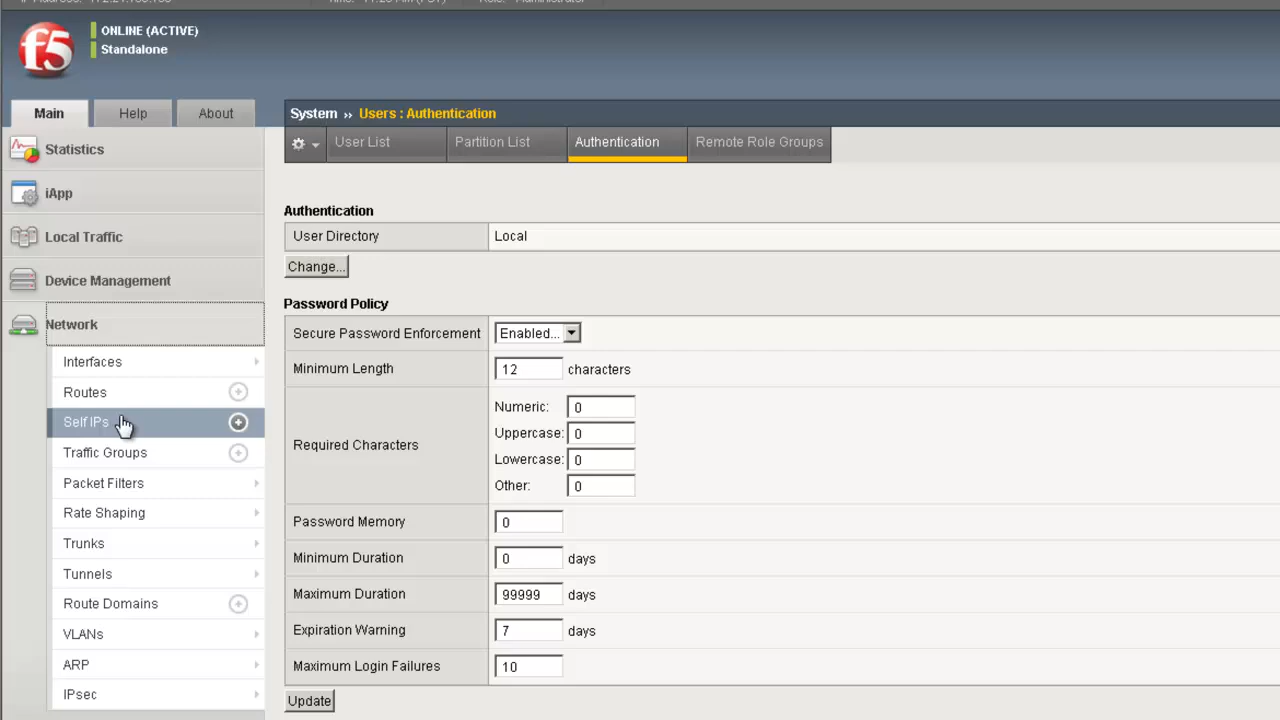 ONLINE (ACTIVE)
Standalone
f5
Main Help About
System ›› Users : Authentication
User List Partition List Authentication Remote Role Groups
Statistics
iApp
Local Traffic
Device Management
Network
Interfaces
Routes
Self IPs
Traffic Groups
Packet Filters
Rate Shaping
Trunks
Tunnels
Route Domains
VLANs
ARP
IPsec
Authentication
User Directory Local
Change...
Password Policy
Secure Password Enforcement Enabled...
Minimum Length 12 characters
Required Characters
Numeric: 0
Uppercase: 0
Lowercase: 0
Other: 0
Password Memory 0
Minimum Duration 0 days
Maximum Duration 99999 days
Expiration Warning 7 days
Maximum Login Failures 10
Update